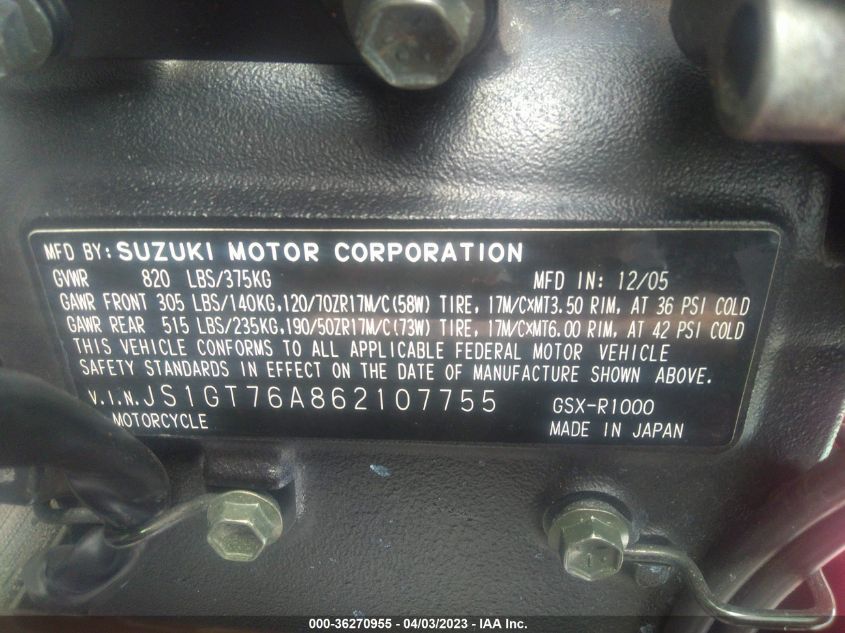 MFD BY: SUZUKI MOTOR CORPORATION
GVWR 820 LBS/375KG MFD IN: 12/05
GAWR FRONT 305 LBS/140KG,120/70ZR17M/C(58W) TIRE, 17M/C×MT3.50 RIM, AT 36 PSI COLD
GAWR REAR 515 LBS/235KG,190/50ZR17M/C(73W) TIRE, 17M/C×MT6.00 RIM, AT 42 PSI COLD
THIS VEHICLE CONFORMS TO ALL APPLICABLE FEDERAL MOTOR VEHICLE
SAFETY STANDARDS IN EFFECT ON THE DATE OF MANUFACTURE SHOWN ABOVE.
V.I.N. JS1GT76A862107755 GSX-R1000
MOTORCYCLE MADE IN JAPAN
000-36270955 - 04/03/2023 - IAA Inc.